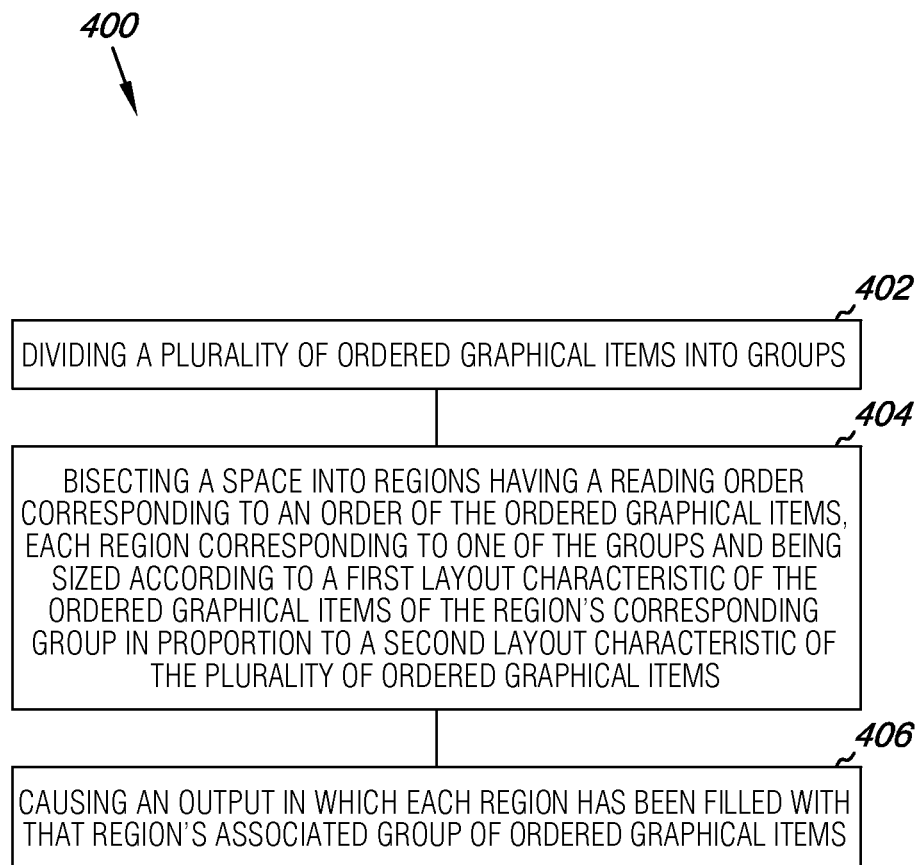 400
402
DIVIDING A PLURALITY OF ORDERED GRAPHICAL ITEMS INTO GROUPS
404
BISECTING A SPACE INTO REGIONS HAVING A READING ORDER
CORRESPONDING TO AN ORDER OF THE ORDERED GRAPHICAL ITEMS,
EACH REGION CORRESPONDING TO ONE OF THE GROUPS AND BEING
SIZED ACCORDING TO A FIRST LAYOUT CHARACTERISTIC OF THE
ORDERED GRAPHICAL ITEMS OF THE REGION'S CORRESPONDING
GROUP IN PROPORTION TO A SECOND LAYOUT CHARACTERISTIC OF
THE PLURALITY OF ORDERED GRAPHICAL ITEMS
406
CAUSING AN OUTPUT IN WHICH EACH REGION HAS BEEN FILLED WITH
THAT REGION'S ASSOCIATED GROUP OF ORDERED GRAPHICAL ITEMS